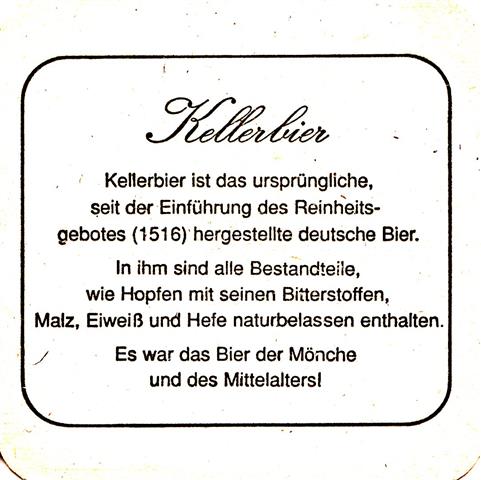 Kellerbier
Kellerbier ist das ursprüngliche,
seit der Einführung des Reinheits-
gebotes (1516) hergestellte deutsche Bier.
In ihm sind alle Bestandteile,
wie Hopfen mit seinen Bitterstoffen,
Malz, Eiweiß und Hefe naturbelassen enthalten.
Es war das Bier der Mönche
und des Mittelalters!